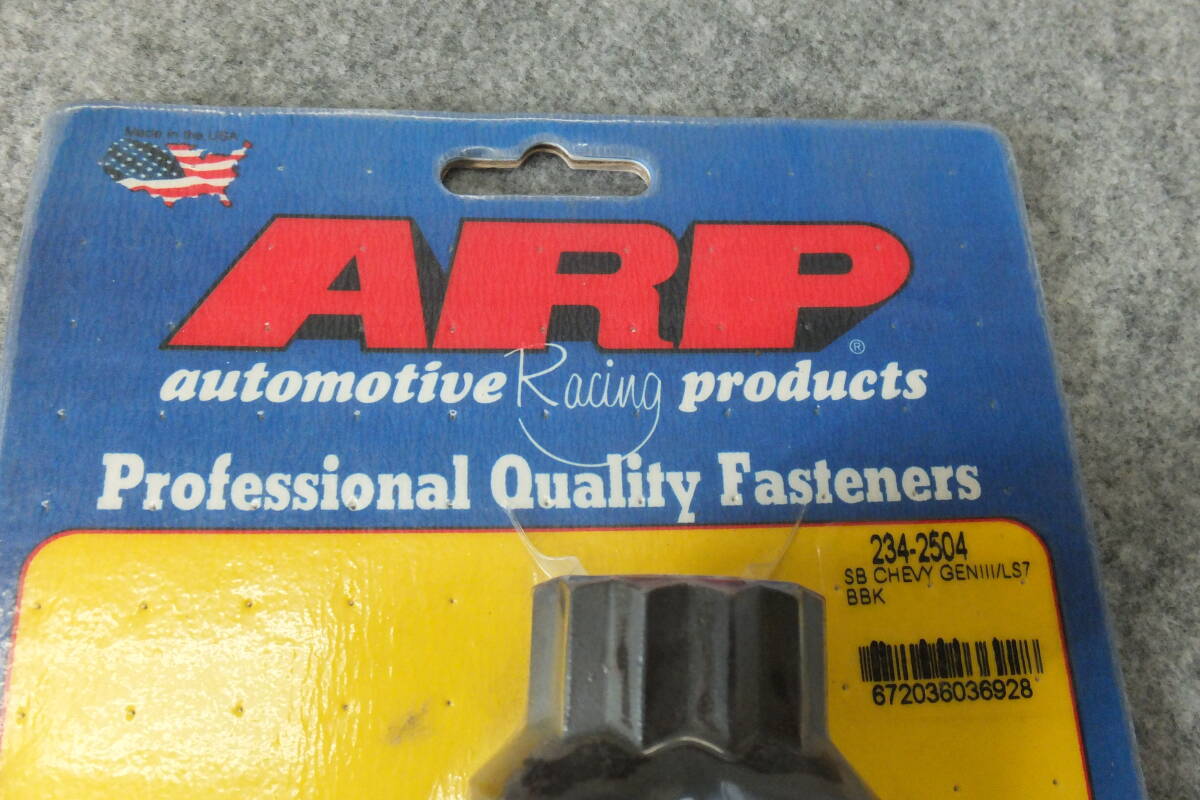 Made in the USA
ARP®
automotive Racing products
Professional Quality Fasteners
234-2504
SB CHEVY GENIII/LS7
BBK
672036036928